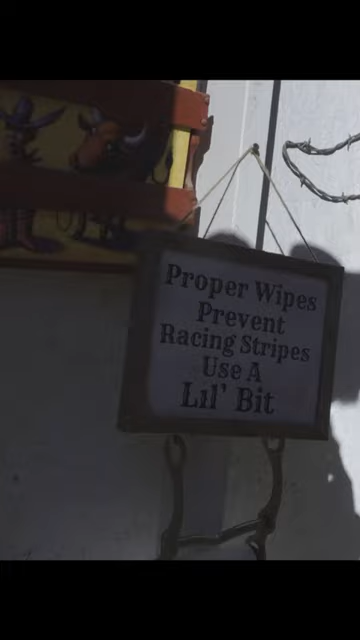 Proper Wipes
Prevent
Racing Stripes
Use A
Lil' Bit